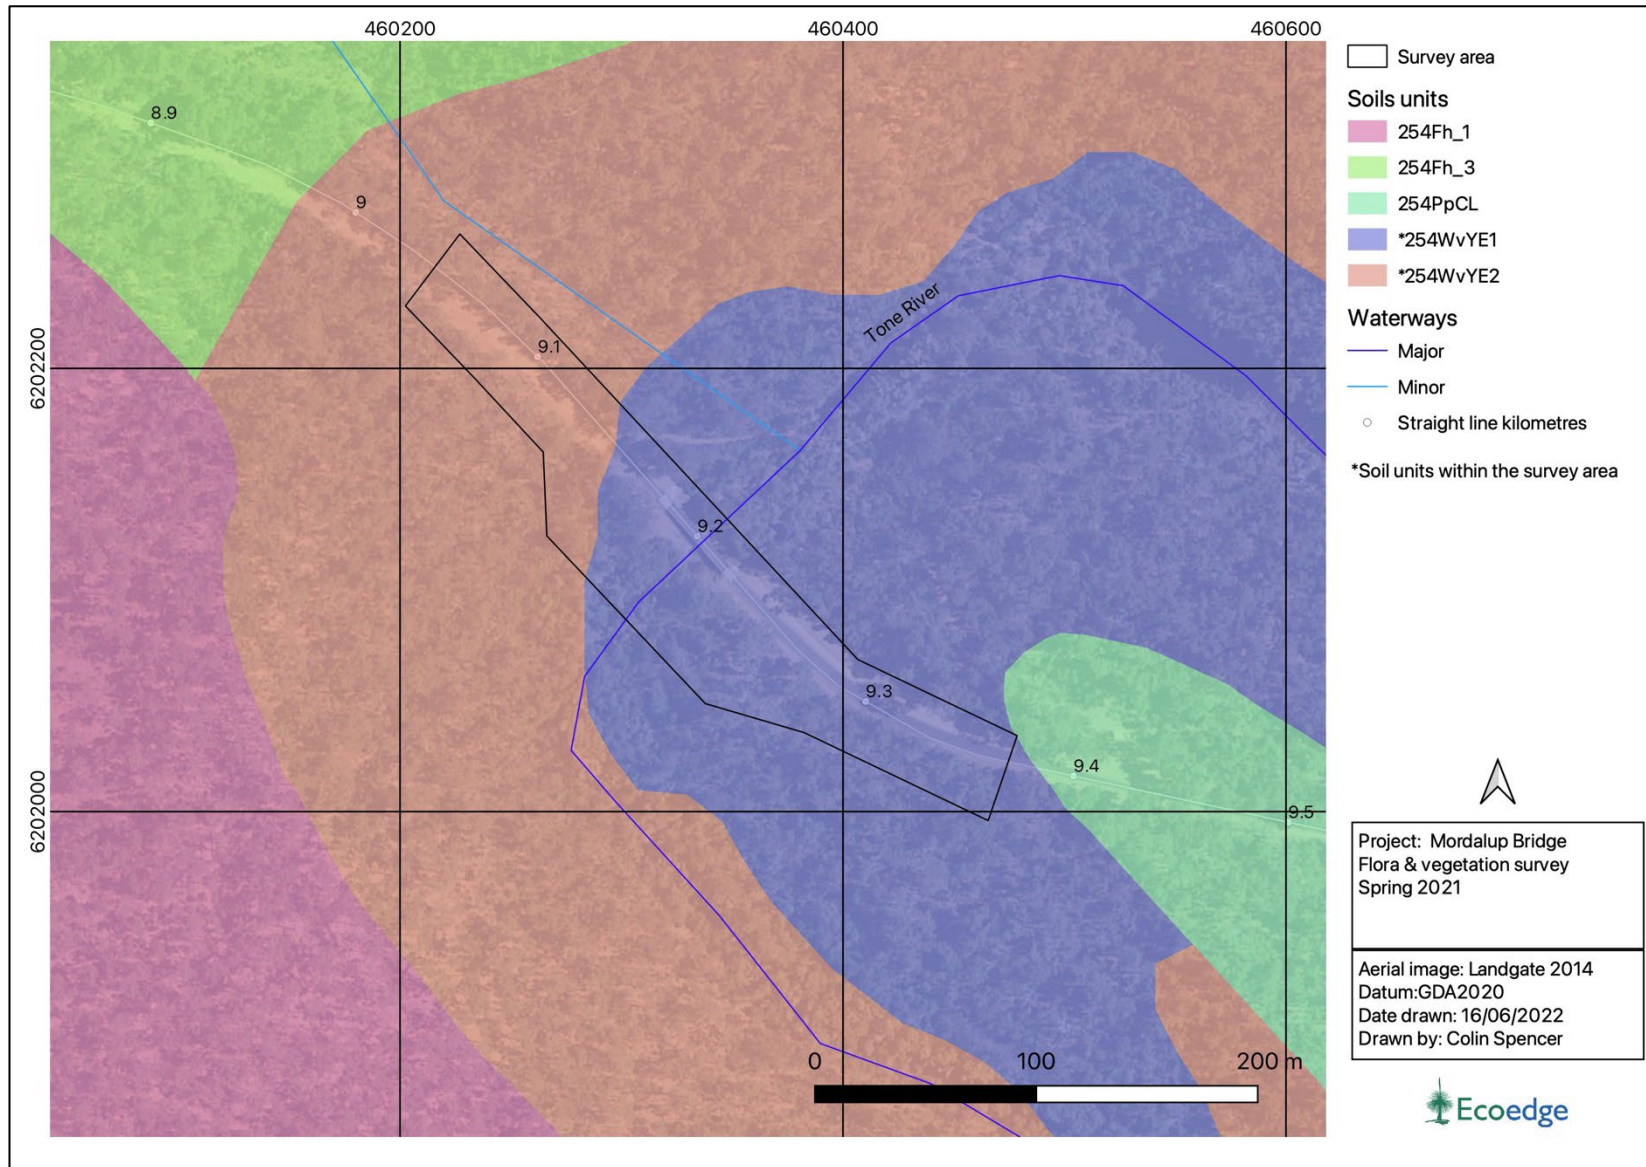 460200
460400
460600
8.9
9
9.1
Tone River
6202200
9.2
9.3
9.4
6202000
9.5
0
100
200 m
Survey area
Soils units
254Fh_1
254Fh_3
254PpCL
*254WvYE1
*254WvYE2
Waterways
Major
Minor
Straight line kilometres
*Soil units within the survey area
Project: Mordalup Bridge
Flora & vegetation survey
Spring 2021
Aerial image: Landgate 2014
Datum:GDA2020
Date drawn: 16/06/2022
Drawn by: Colin Spencer
Ecoedge